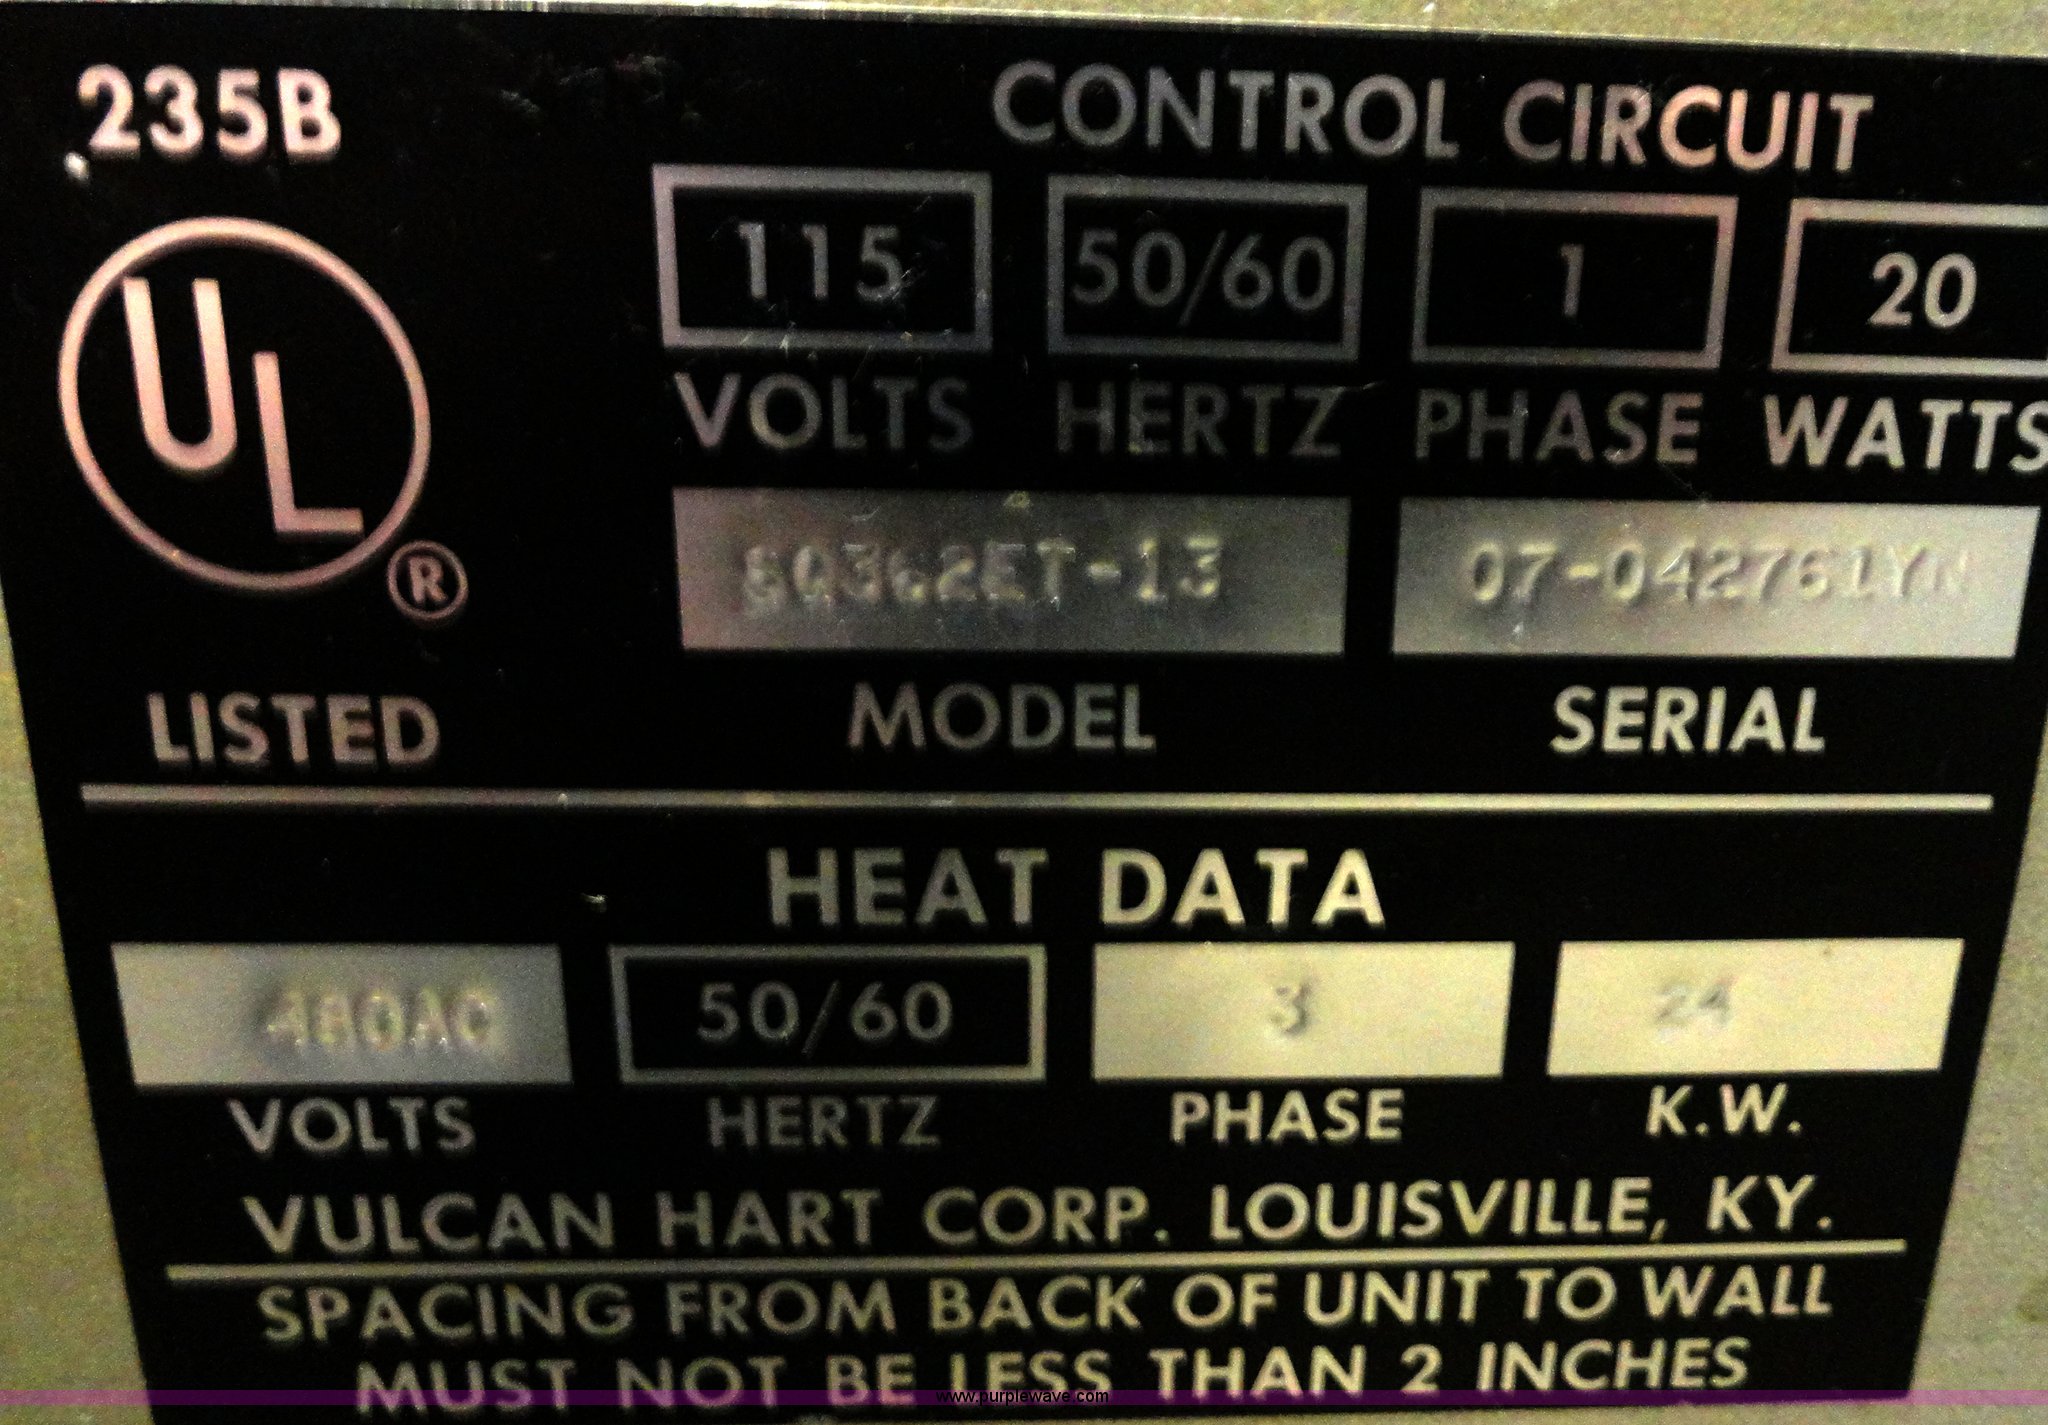 235B
CONTROL CIRCUIT
115 50/60 1 20
VOLTS HERTZ PHASE WATTS
UL
®
07-042761YN
LISTED
MODEL SERIAL
HEAT DATA
480AC 50/60 3 24
VOLTS HERTZ PHASE K.W.
VULCAN HART CORP. LOUISVILLE, KY.
SPACING FROM BACK OF UNIT TO WALL
MUST NOT BE LESS THAN 2 INCHES
www.purplewave.com